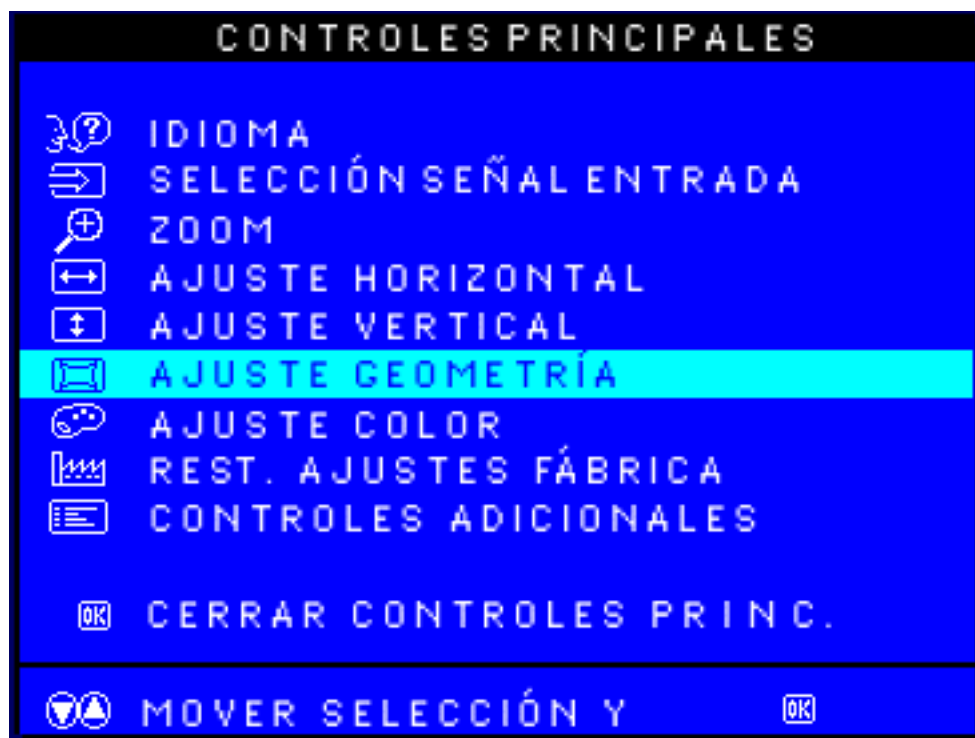 CONTROLES PRINCIPALES
IDIOMA
SELECCIÓN SEÑAL ENTRADA
ZOOM
AJUSTE HORIZONTAL
AJUSTE VERTICAL
AJUSTE GEOMETRÍA
AJUSTE COLOR
REST. AJUSTES FÁBRICA
CONTROLES ADICIONALES
OK CERRAR CONTROLES PRINC.
MOVER SELECCIÓN Y OK